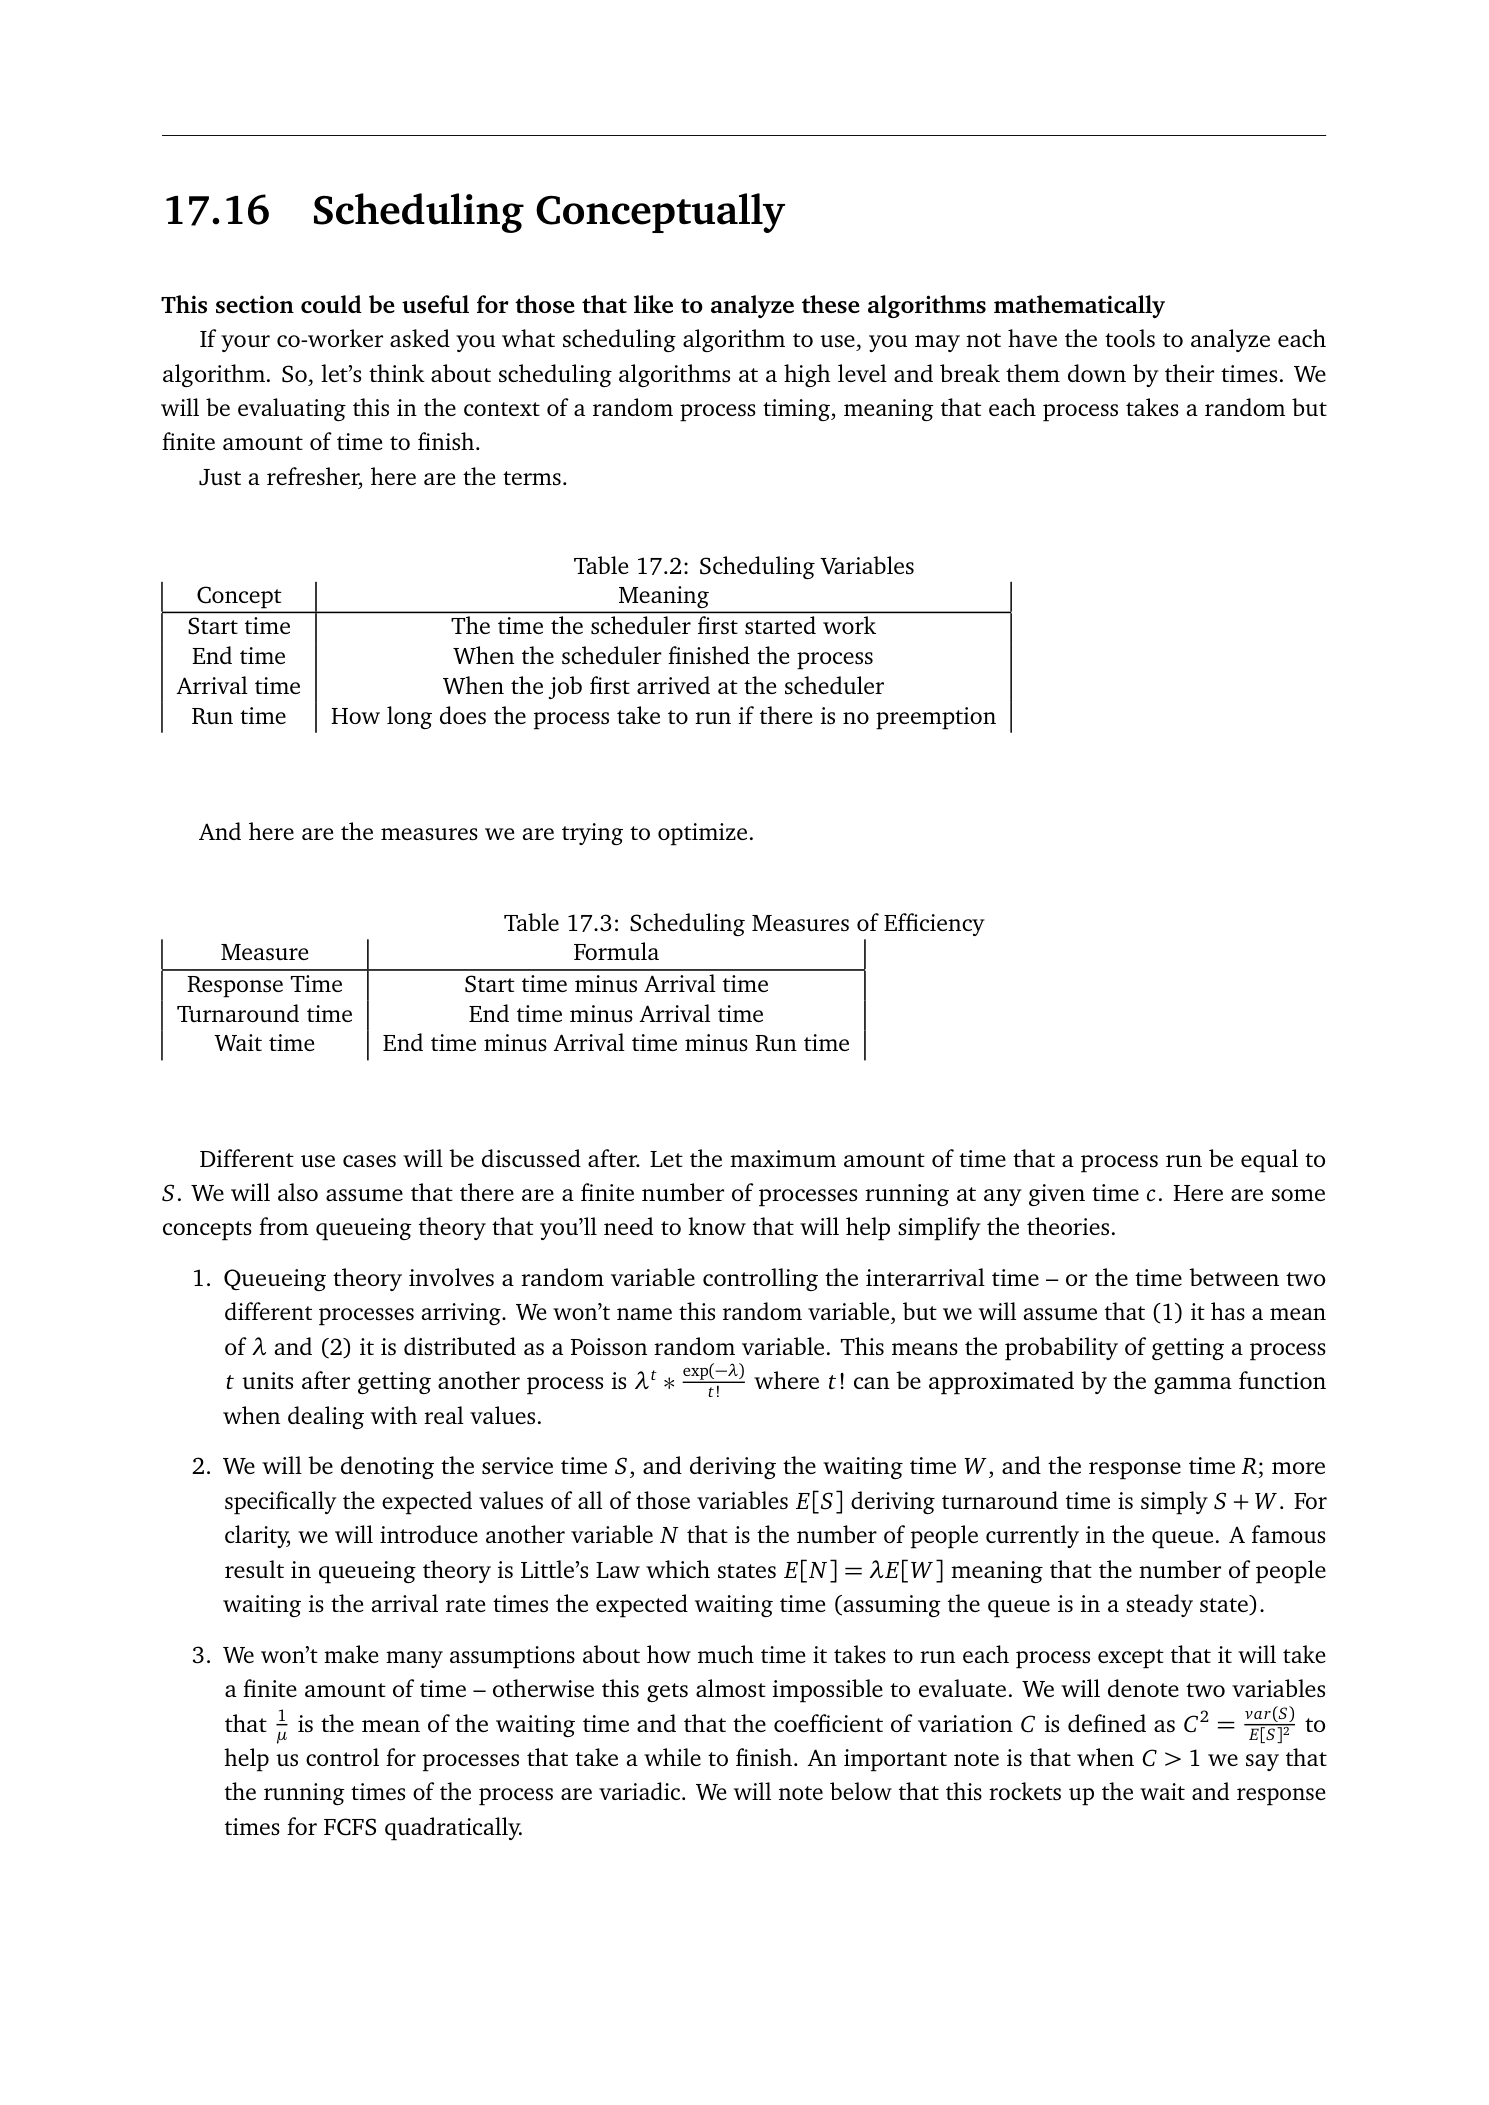 17.16 Scheduling Conceptually
This section could be useful for those that like to analyze these algorithms mathematically
If your co-worker asked you what scheduling algorithm to use, you may not have the tools to analyze each
algorithm. So, let's think about scheduling algorithms at a high level and break them down by their times. We
will be evaluating this in the context of a random process timing, meaning that each process takes a random but
finite amount of time to finish.
Just a refresher, here are the terms.
Table 17.2: Scheduling Variables
Concept Meaning
Start time The time the scheduler first started work
End time When the scheduler finished the process
Arrival time When the job first arrived at the scheduler
Run time How long does the process take to run if there is no preemption
And here are the measures we are trying to optimize.
Table 17.3: Scheduling Measures of Efficiency
Measure Formula
Response Time Start time minus Arrival time
Turnaround time End time minus Arrival time
Wait time End time minus Arrival time minus Run time
Different use cases will be discussed after. Let the maximum amount of time that a process run be equal to
S. We will also assume that there are a finite number of processes running at any given time c. Here are some
concepts from queueing theory that you'll need to know that will help simplify the theories.
1. Queueing theory involves a random variable controlling the interarrival time – or the time between two
different processes arriving. We won't name this random variable, but we will assume that (1) it has a mean
of λ and (2) it is distributed as a Poisson random variable. This means the probability of getting a process
t units after getting another process is λ^t * exp(−λ)/t! where t! can be approximated by the gamma function
when dealing with real values.
2. We will be denoting the service time S, and deriving the waiting time W, and the response time R; more
specifically the expected values of all of those variables E[S] deriving turnaround time is simply S + W. For
clarity, we will introduce another variable N that is the number of people currently in the queue. A famous
result in queueing theory is Little's Law which states E[N] = λE[W] meaning that the number of people
waiting is the arrival rate times the expected waiting time (assuming the queue is in a steady state).
3. We won't make many assumptions about how much time it takes to run each process except that it will take
a finite amount of time – otherwise this gets almost impossible to evaluate. We will denote two variables
that 1/μ is the mean of the waiting time and that the coefficient of variation C is defined as C² = var(S)/E[S]² to
help us control for processes that take a while to finish. An important note is that when C > 1 we say that
the running times of the process are variadic. We will note below that this rockets up the wait and response
times for FCFS quadratically.